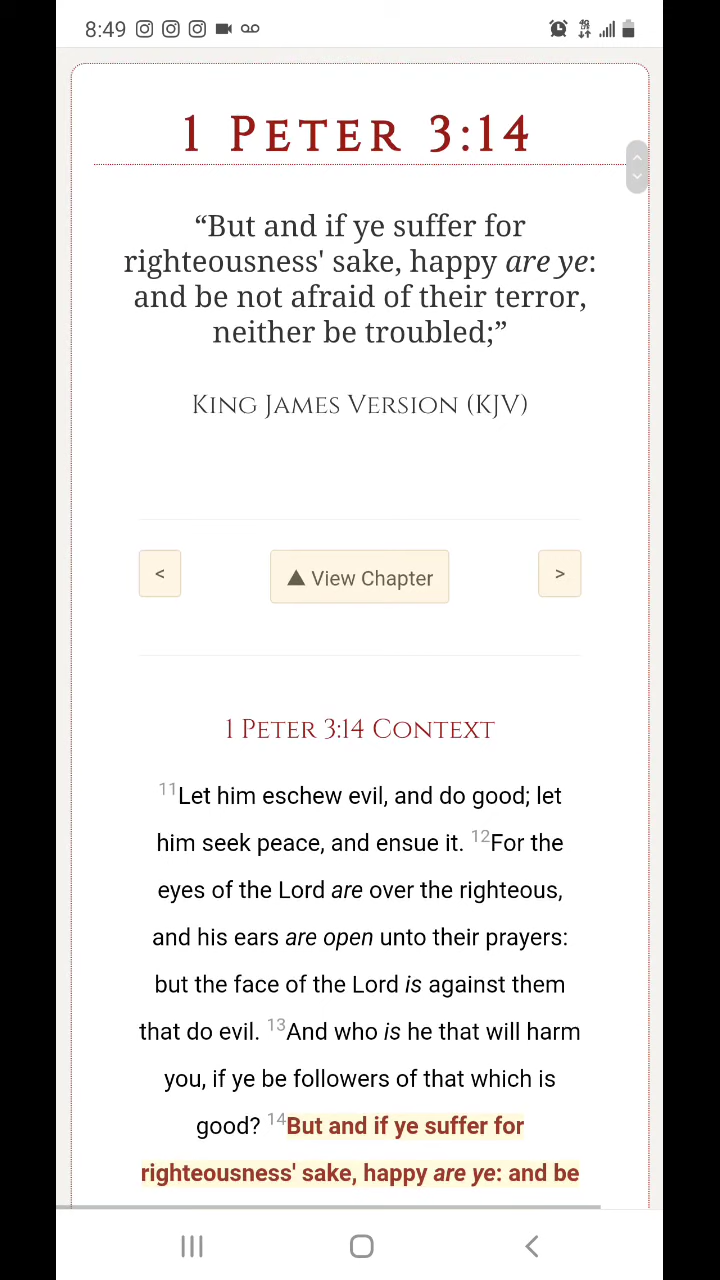 8:49
1 Peter 3:14
“But and if ye suffer for
righteousness' sake, happy are ye:
and be not afraid of their terror,
neither be troubled;”
King James Version (KJV)
< ▲ View Chapter >
1 Peter 3:14 Context
11Let him eschew evil, and do good; let
him seek peace, and ensue it. 12For the
eyes of the Lord are over the righteous,
and his ears are open unto their prayers:
but the face of the Lord is against them
that do evil. 13And who is he that will harm
you, if ye be followers of that which is
good? 14But and if ye suffer for
righteousness' sake, happy are ye: and be